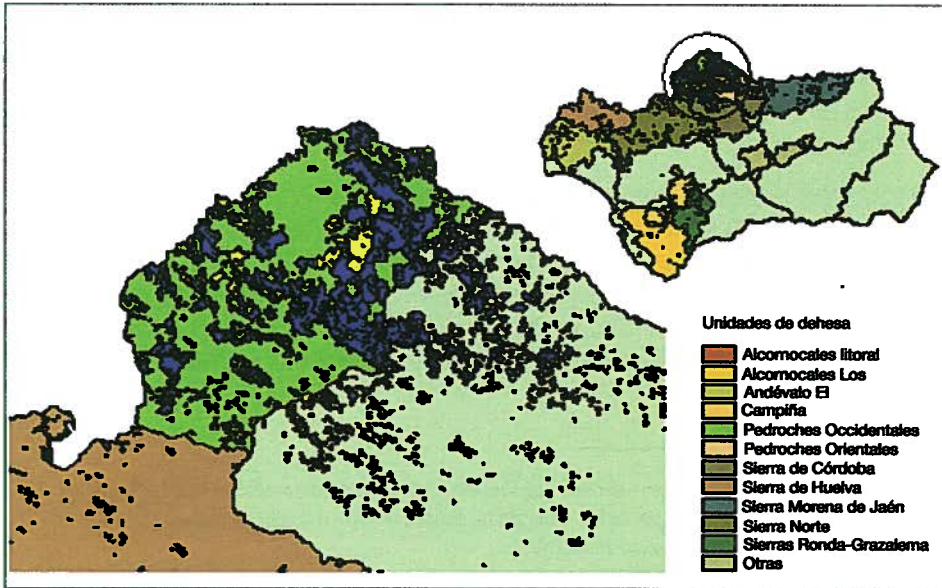 Unidades de dehesa
Alcornocales litoral
Alcornocales Los
Andévalo El
Campiña
Pedroches Occidentales
Pedroches Orientales
Sierra de Córdoba
Sierra de Huelva
Sierra Morena de Jaén
Sierra Norte
Sierras Ronda-Grazalema
Otras